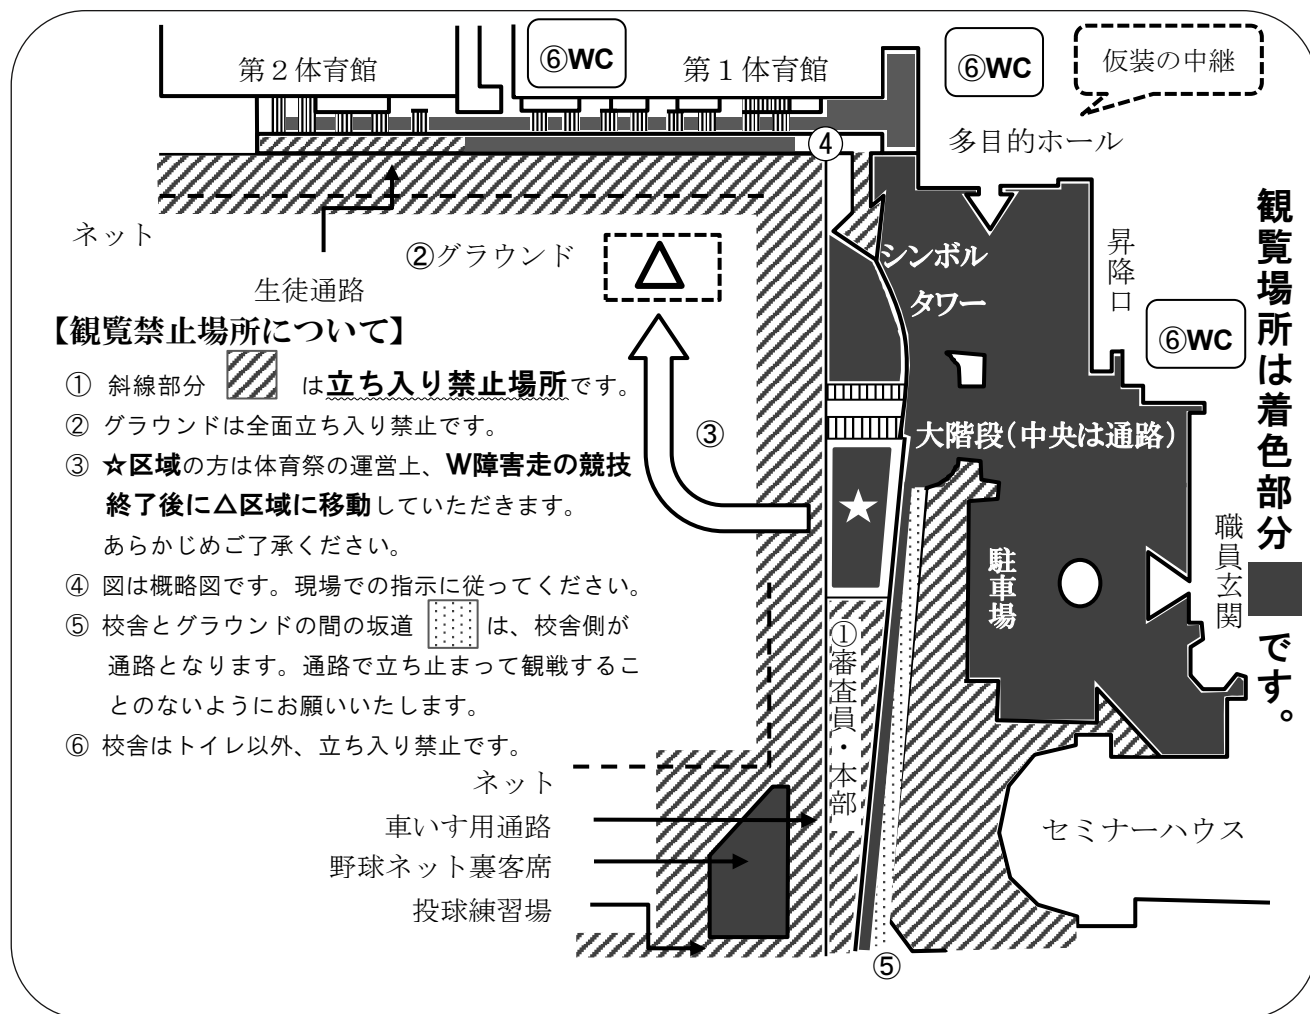 ⑥WC
⑥WC
仮装の中継
第２体育館
第１体育館
④
多目的ホール
ネット
②グラウンド
△
生徒通路
シンボル
タワー
昇降口
⑥WC
観覧場所は着色部分 です。
【観覧禁止場所について】
① 斜線部分 は立ち入り禁止場所です。
② グラウンドは全面立ち入り禁止です。
③ ☆区域の方は体育祭の運営上、W障害走の競技
終了後に△区域に移動していただきます。
あらかじめご了承ください。
④ 図は概略図です。現場での指示に従ってください。
⑤ 校舎とグラウンドの間の坂道 は、校舎側が
通路となります。通路で立ち止まって観戦するこ
とのないようにお願いいたします。
⑥ 校舎はトイレ以外、立ち入り禁止です。
③
大階段（中央は通路）
★
駐車場
職員玄関
①審査員・本部
ネット
車いす用通路
野球ネット裏客席
投球練習場
セミナーハウス
⑤